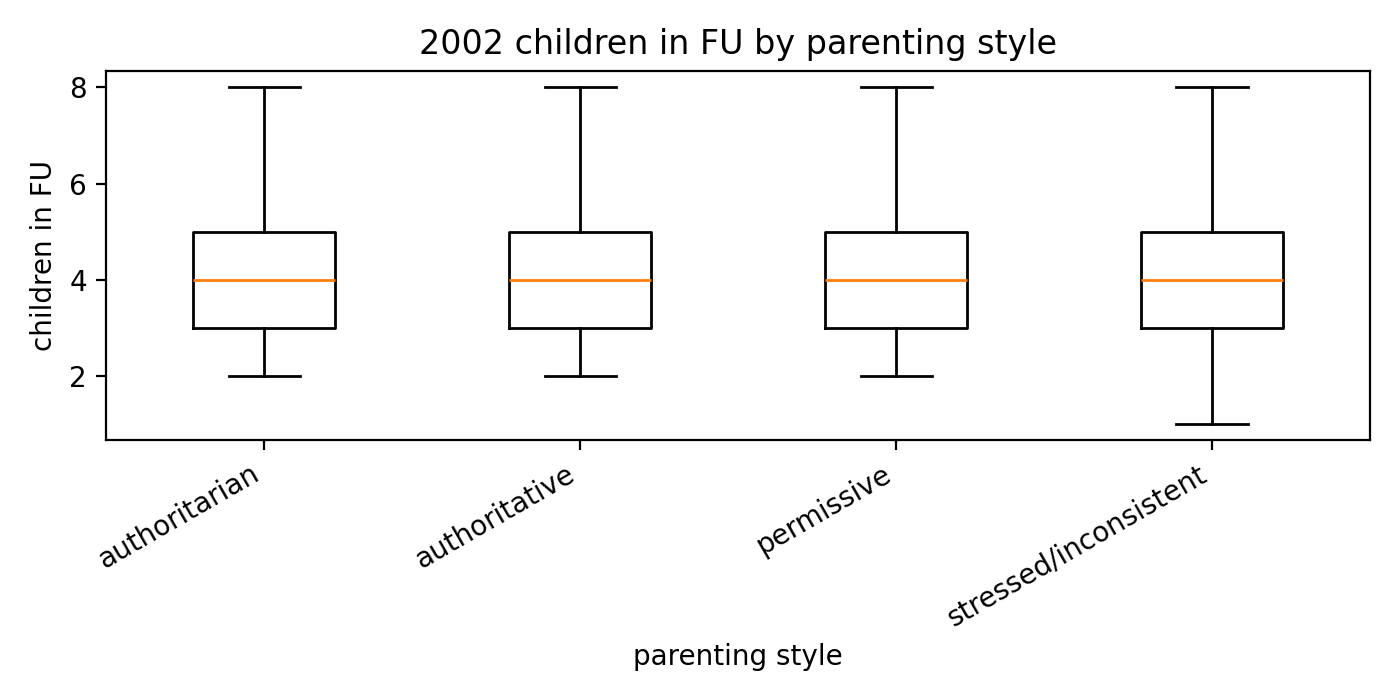 2002 children in FU by parenting style
children in FU
8
6
4
2
authoritarian
authoritative
permissive
stressed/inconsistent
parenting style